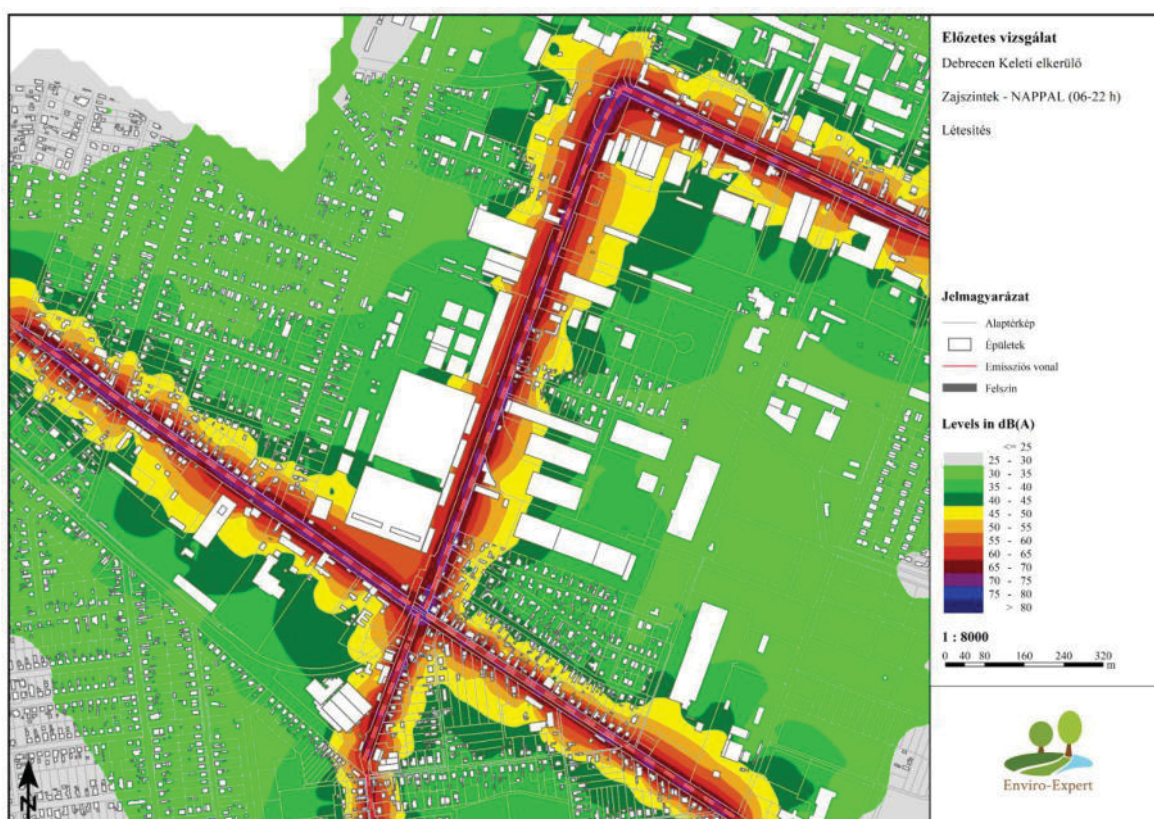 Előzetes vizsgálat
Debrecen Keleti elkerülő
Zajszintek - NAPPAL (06-22 h)
Létesítés
Jelmagyarázat
Alaptérkép
Épületek
Emissziós vonal
Felszín
Levels in dB(A)
<= 25
25 - 30
30 - 35
35 - 40
40 - 45
45 - 50
50 - 55
55 - 60
60 - 65
65 - 70
70 - 75
75 - 80
> 80
1 : 8000
0 40 80 160 240 320
m
Enviro-Expert
N